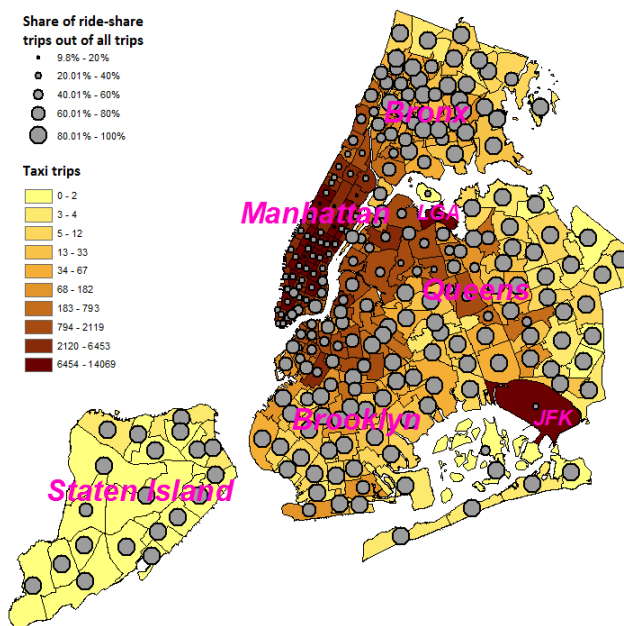 Share of ride-share
trips out of all trips
9.8% - 20%
20.01% - 40%
40.01% - 60%
60.01% - 80%
80.01% - 100%
Taxi trips
0 - 2
3 - 4
5 - 12
13 - 33
34 - 67
68 - 182
183 - 793
794 - 2119
2120 - 6453
6454 - 14069
Bronx
Manhattan
LGA
Queens
Brooklyn
JFK
Staten Island